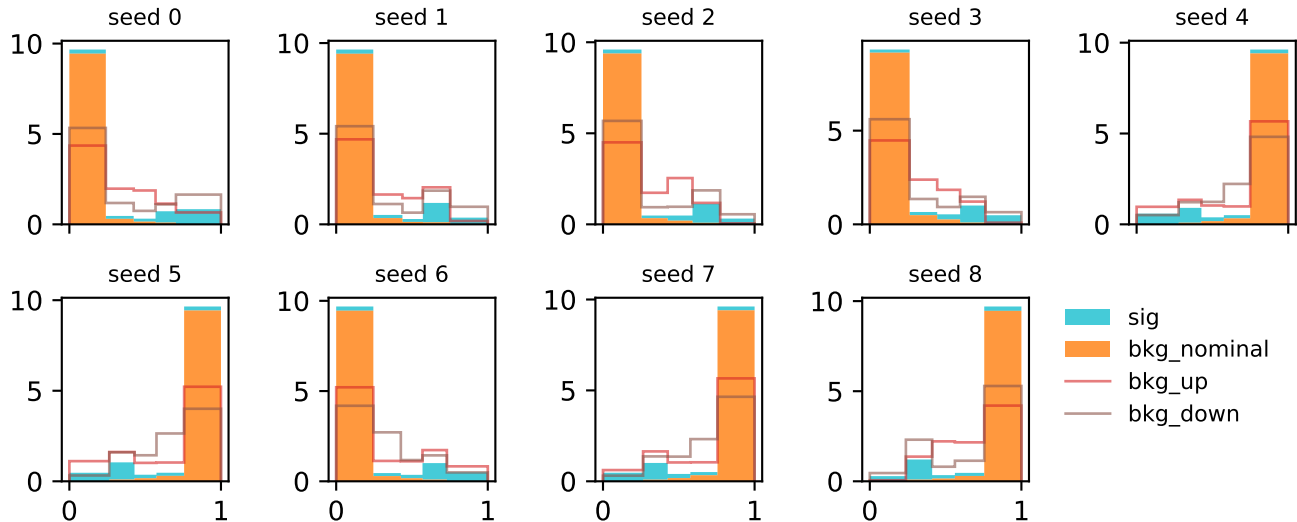 seed 0 seed 1 seed 2 seed 3 seed 4
10 10 10 10
5 5 5 5 5
0 0 0 0 0
seed 5 seed 6 seed 7 seed 8
10 10 10 10
5 5 5 5
0 0 0 0
0 1 0 1 0 1 0 1
sig
bkg_nominal
bkg_up
bkg_down